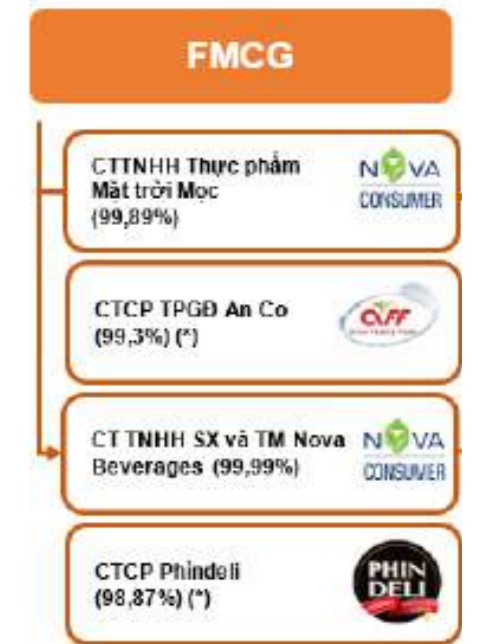 FMCG
CTTNHH Thực phẩm
Mặt trời Mọc
(99,89%)
NOVA
CONSUMER
CTCP TPGĐ An Co
(99,3%) (*)
CT TNHH SX và TM Nova
Beverages (99,99%)
NOVA
CONSUMER
CTCP Phindeli
(98,87%) (*)
PHIN
DELI